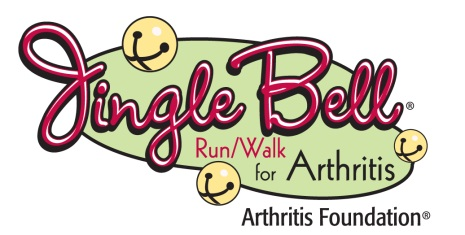 Jingle Bell®
Run/Walk
for Arthritis
Arthritis Foundation®